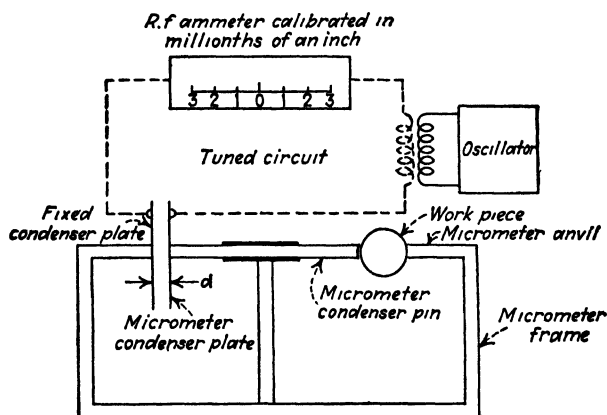 R.f ammeter calibrated in
millionths of an inch
3 2 1 0 1 2 3
Tuned circuit
Oscillator
Fixed
condenser plate
Work piece
Micrometer anvil
d
Micrometer
condenser plate
Micrometer
condenser pin
Micrometer
frame